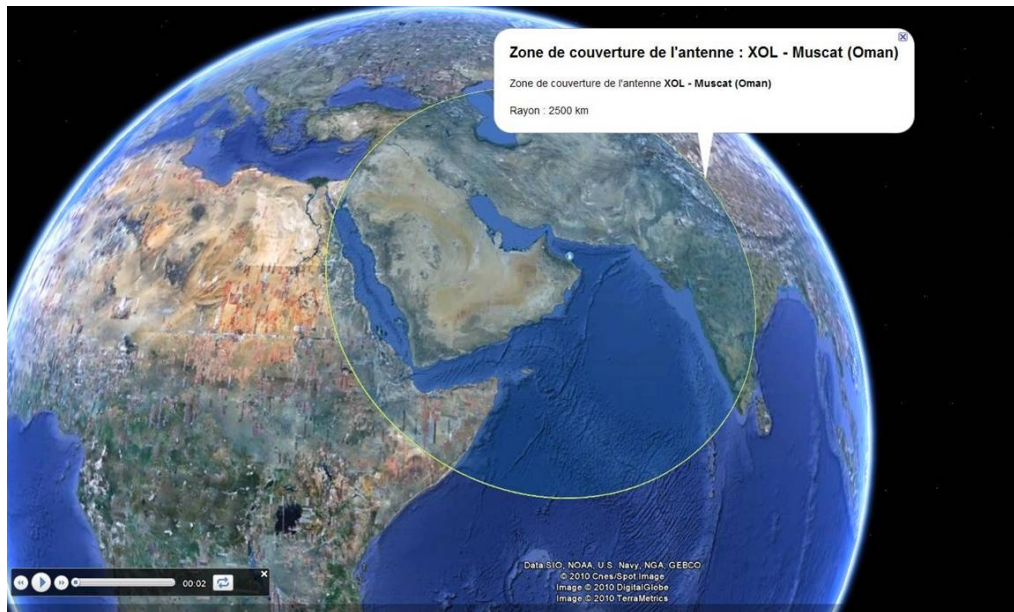 Zone de couverture de l'antenne : XOL - Muscat (Oman)
Zone de couverture de l'antenne XOL - Muscat (Oman)
Rayon : 2500 km
Data SIO, NOAA, U.S. Navy, NGA, GEBCO
© 2010 Cnes/Spot Image
Image © 2010 DigitalGlobe
Image © 2010 TerraMetrics
00:02